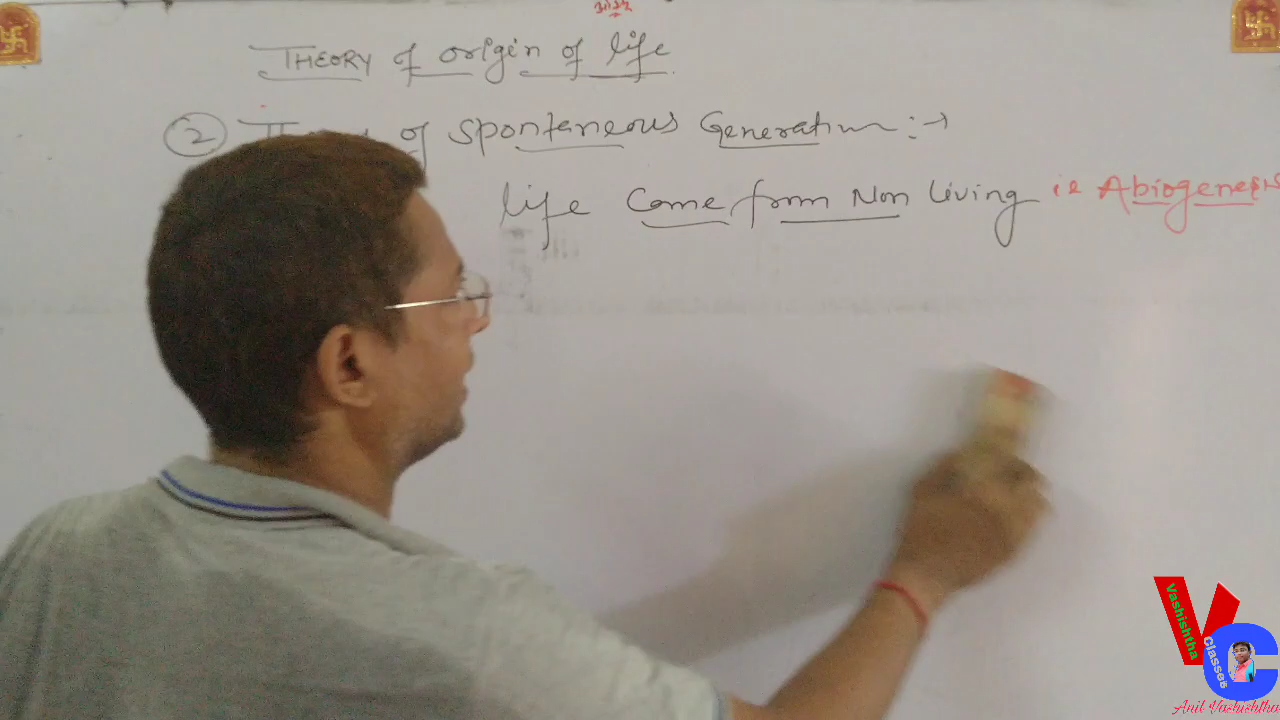 ओ३म्
THEORY of origin of life
2 of Spontaneous Generation :→
life Come from Non Living ie Abiogenesis
Vashishtha
Classes
Anil Vashishtha